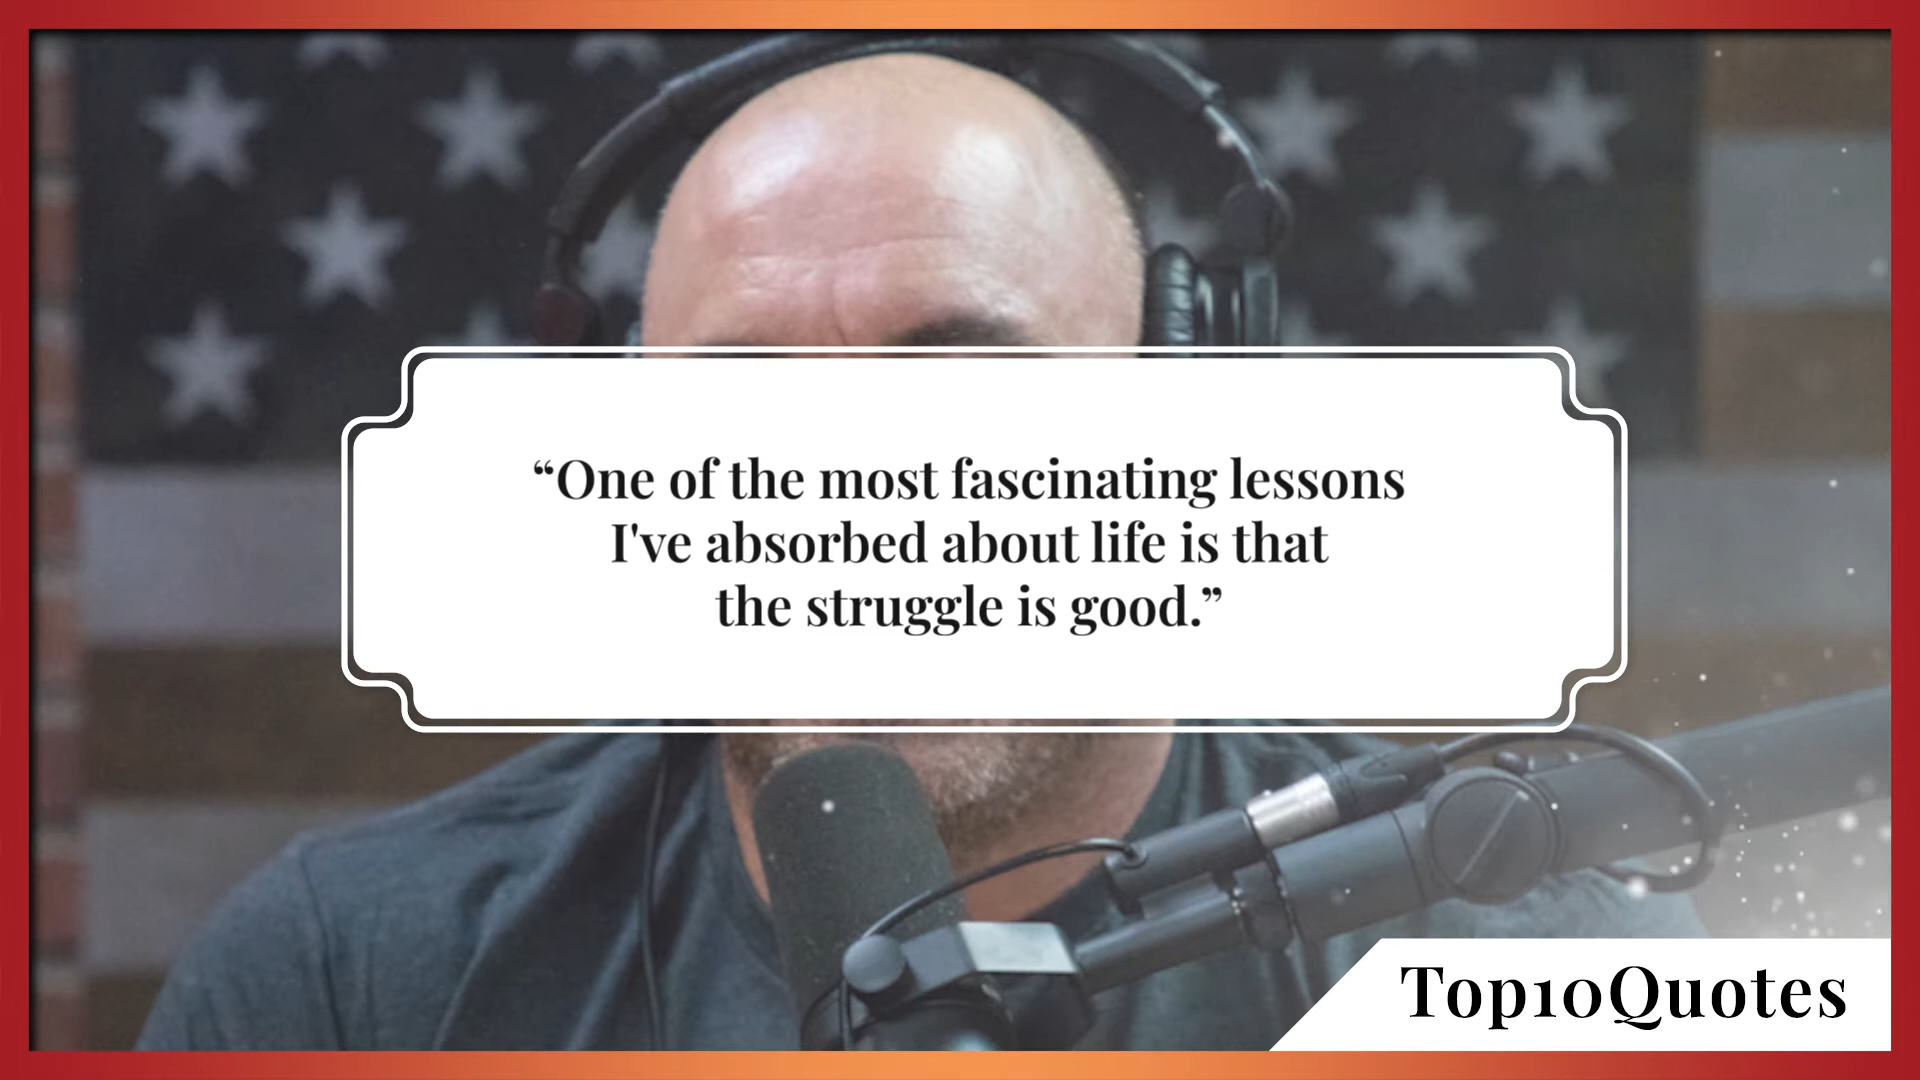 “One of the most fascinating lessons
I've absorbed about life is that
the struggle is good.”
Top10Quotes